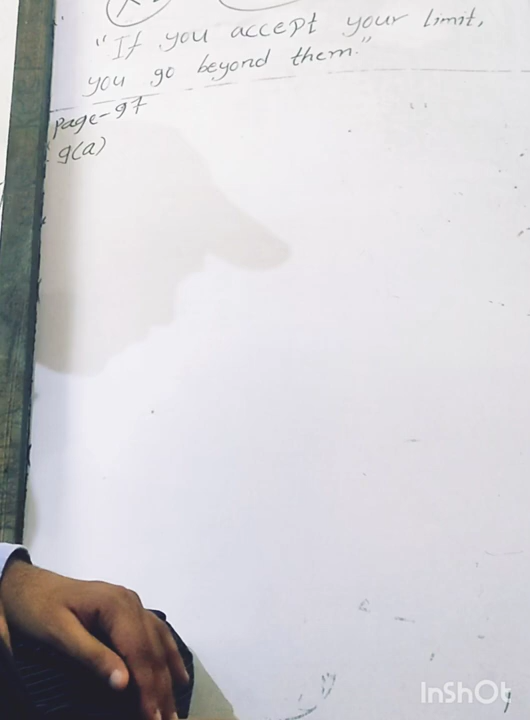 "If you accept your limit,
you go beyond them."
Page-97
9(a)
InShOt